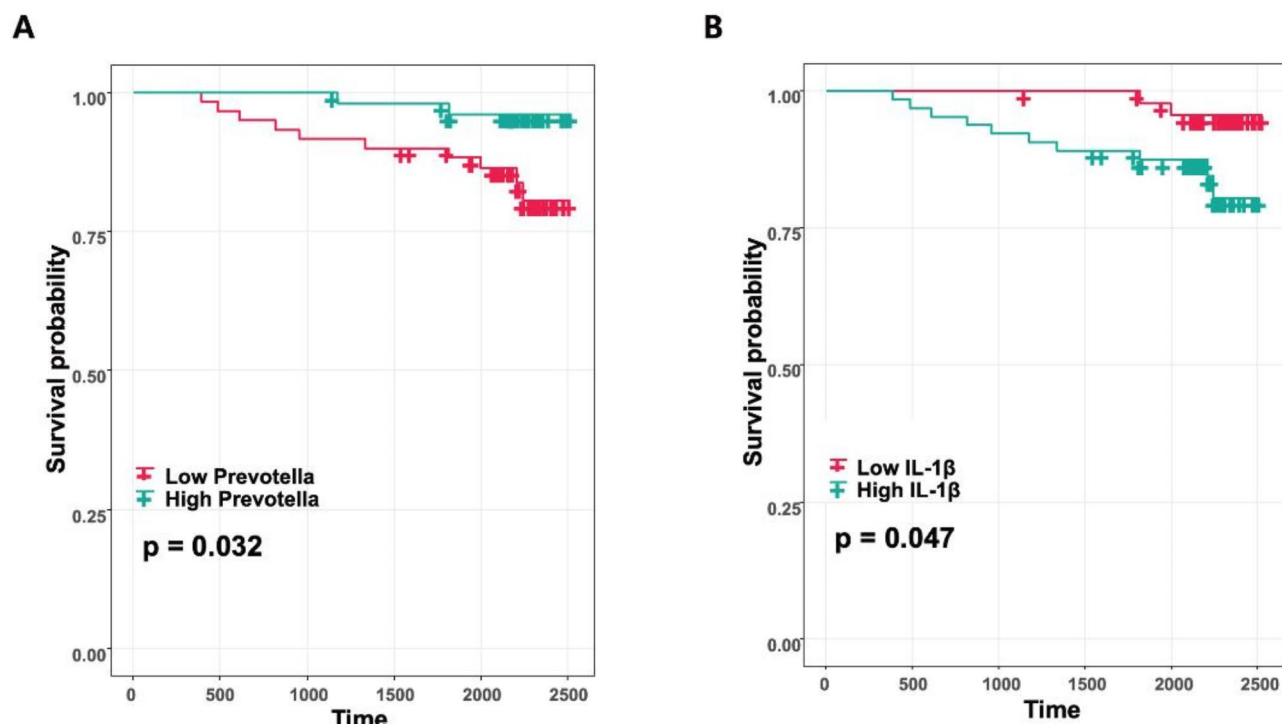 A
1.00
0.75
0.50
0.25
0.00
Survival probability
Low Prevotella
High Prevotella
p = 0.032
0 500 1000 1500 2000 2500
Time
B
1.00
0.75
0.50
0.25
0.00
Survival probability
Low IL-1β
High IL-1β
p = 0.047
0 500 1000 1500 2000 2500
Time